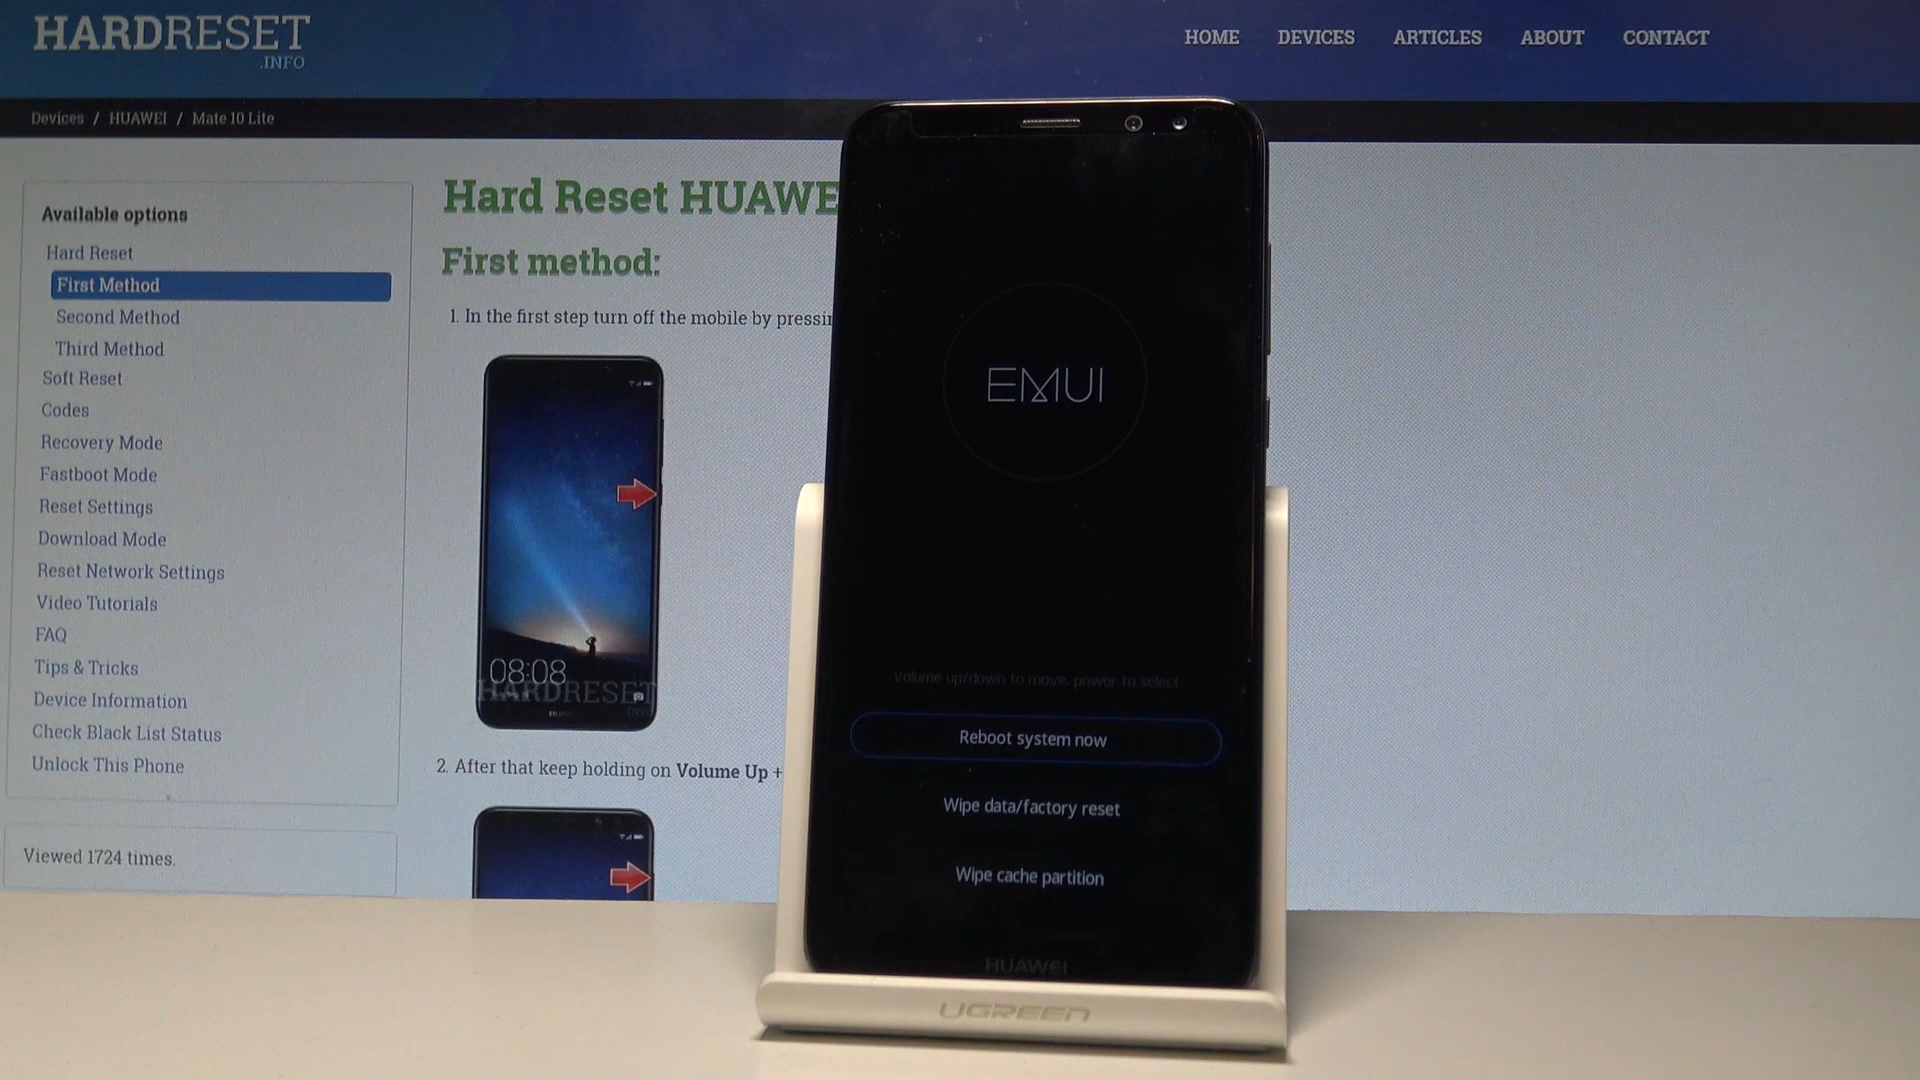 HARDRESET
.INFO
HOME DEVICES ARTICLES ABOUT CONTACT
Devices / HUAWEI / Mate 10 Lite
Available options
Hard Reset
First Method
Second Method
Third Method
Soft Reset
Codes
Recovery Mode
Fastboot Mode
Reset Settings
Download Mode
Reset Network Settings
Video Tutorials
FAQ
Tips & Tricks
Device Information
Check Black List Status
Unlock This Phone
Viewed 1724 times.
Hard Reset HUAWE
First method:
1. In the first step turn off the mobile by pressin
08:08
HARDRESET
2. After that keep holding on Volume Up +
EMUI
Volume up/down to move, power to select
Reboot system now
Wipe data/factory reset
Wipe cache partition
HUAWEI
UGREEN